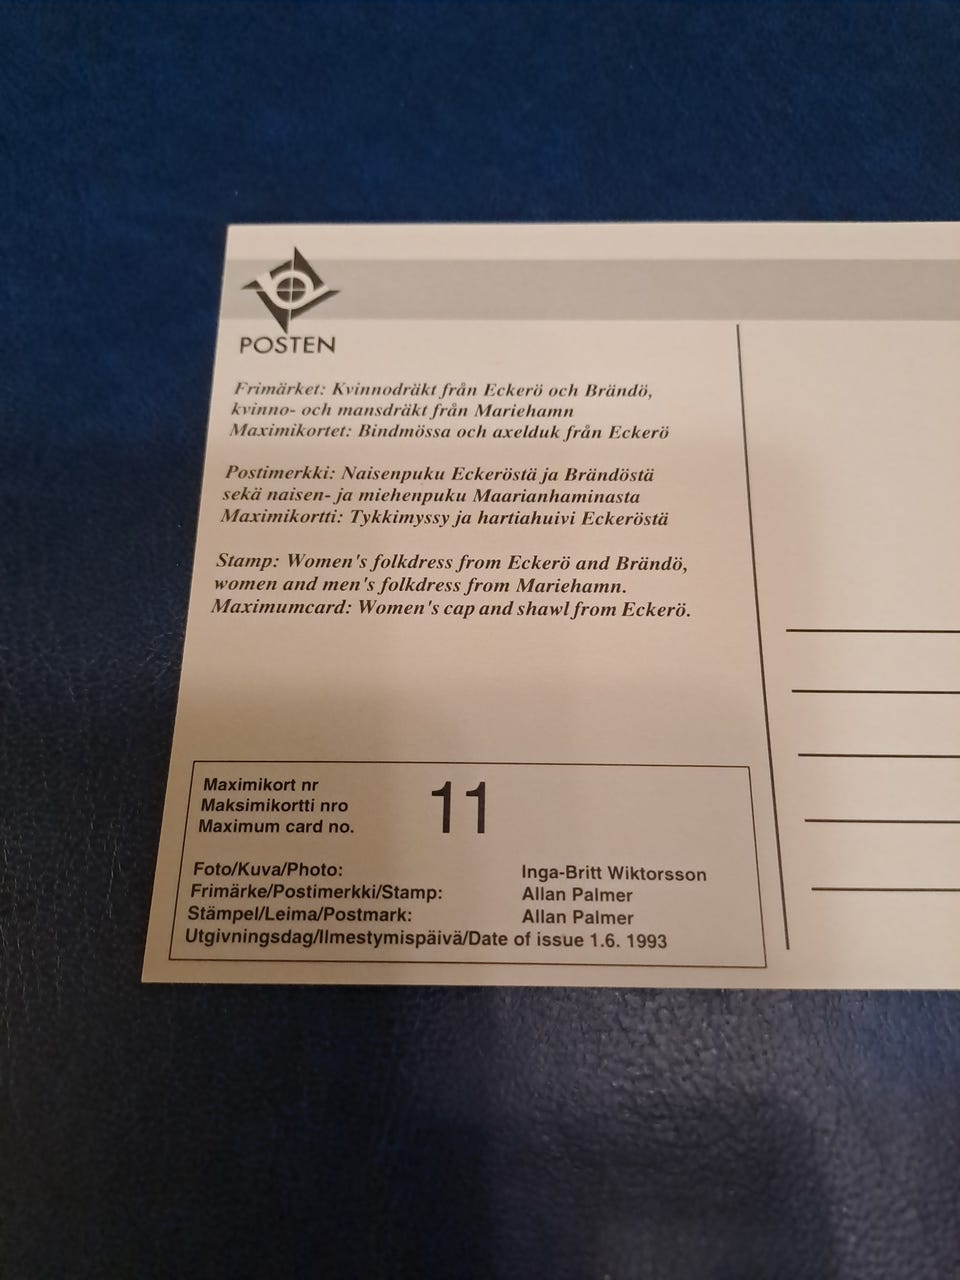 POSTEN
Frimärket: Kvinnodräkt från Eckerö och Brändö,
kvinno- och mansdräkt från Mariehamn
Maximikortet: Bindmössa och axelduk från Eckerö
Postimerkki: Naisenpuku Eckeröstä ja Brändöstä
sekä naisen- ja miehenpuku Maarianhaminasta
Maximikortti: Tykkimyssy ja hartiahuivi Eckeröstä
Stamp: Women's folkdress from Eckerö and Brändö,
women and men's folkdress from Mariehamn.
Maximumcard: Women's cap and shawl from Eckerö.
Maximikort nr
Maksimikortti nro
Maximum card no.
11
Foto/Kuva/Photo: Inga-Britt Wiktorsson
Frimärke/Postimerkki/Stamp: Allan Palmer
Stämpel/Leima/Postmark: Allan Palmer
Utgivningsdag/Ilmestymispäivä/Date of issue 1.6. 1993